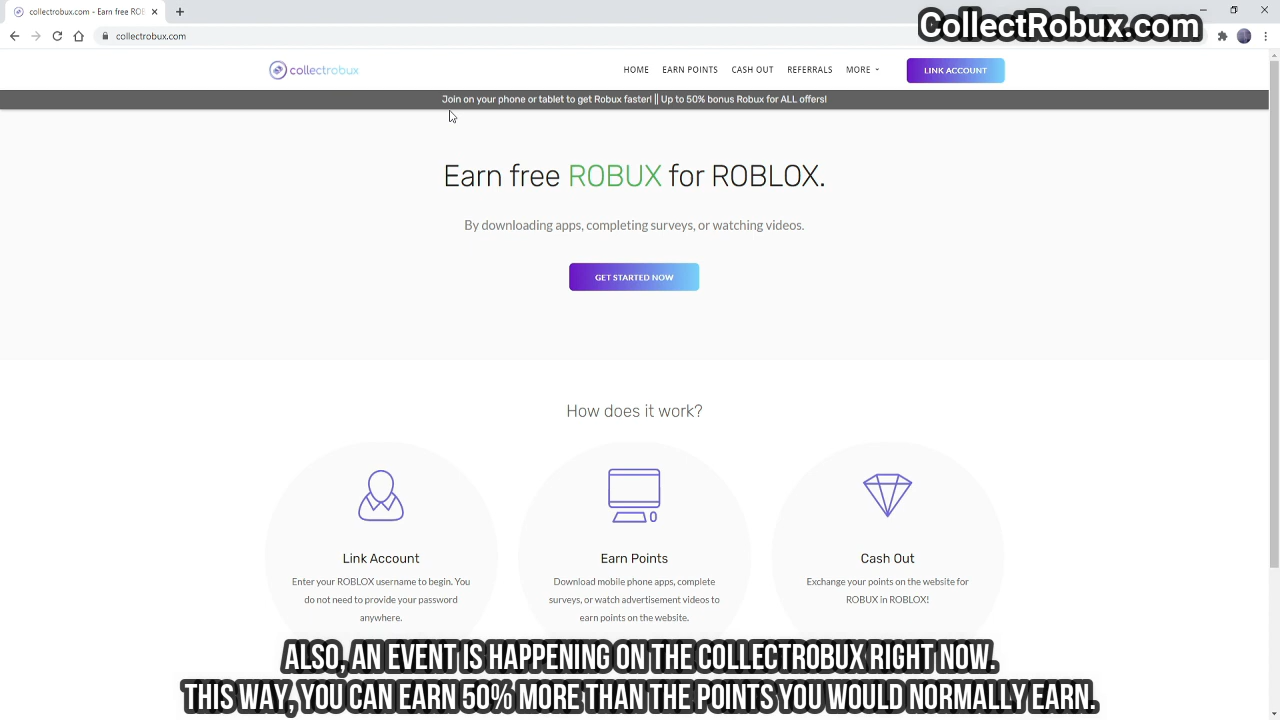 collectrobux.com - Earn free ROB
CollectRobux.com
collectrobux.com
collectrobux
HOME EARN POINTS CASH OUT REFERRALS MORE LINK ACCOUNT
Join on your phone or tablet to get Robux faster! || Up to 50% bonus Robux for ALL offers!
Earn free ROBUX for ROBLOX.
By downloading apps, completing surveys, or watching videos.
GET STARTED NOW
How does it work?
Link Account
Enter your ROBLOX username to begin. You
do not need to provide your password
anywhere.
Earn Points
Download mobile phone apps, complete
surveys, or watch advertisement videos to
earn points on the website.
Cash Out
Exchange your points on the website for
ROBUX in ROBLOX!
ALSO, AN EVENT IS HAPPENING ON THE COLLECTROBUX RIGHT NOW.
THIS WAY, YOU CAN EARN 50% MORE THAN THE POINTS YOU WOULD NORMALLY EARN.